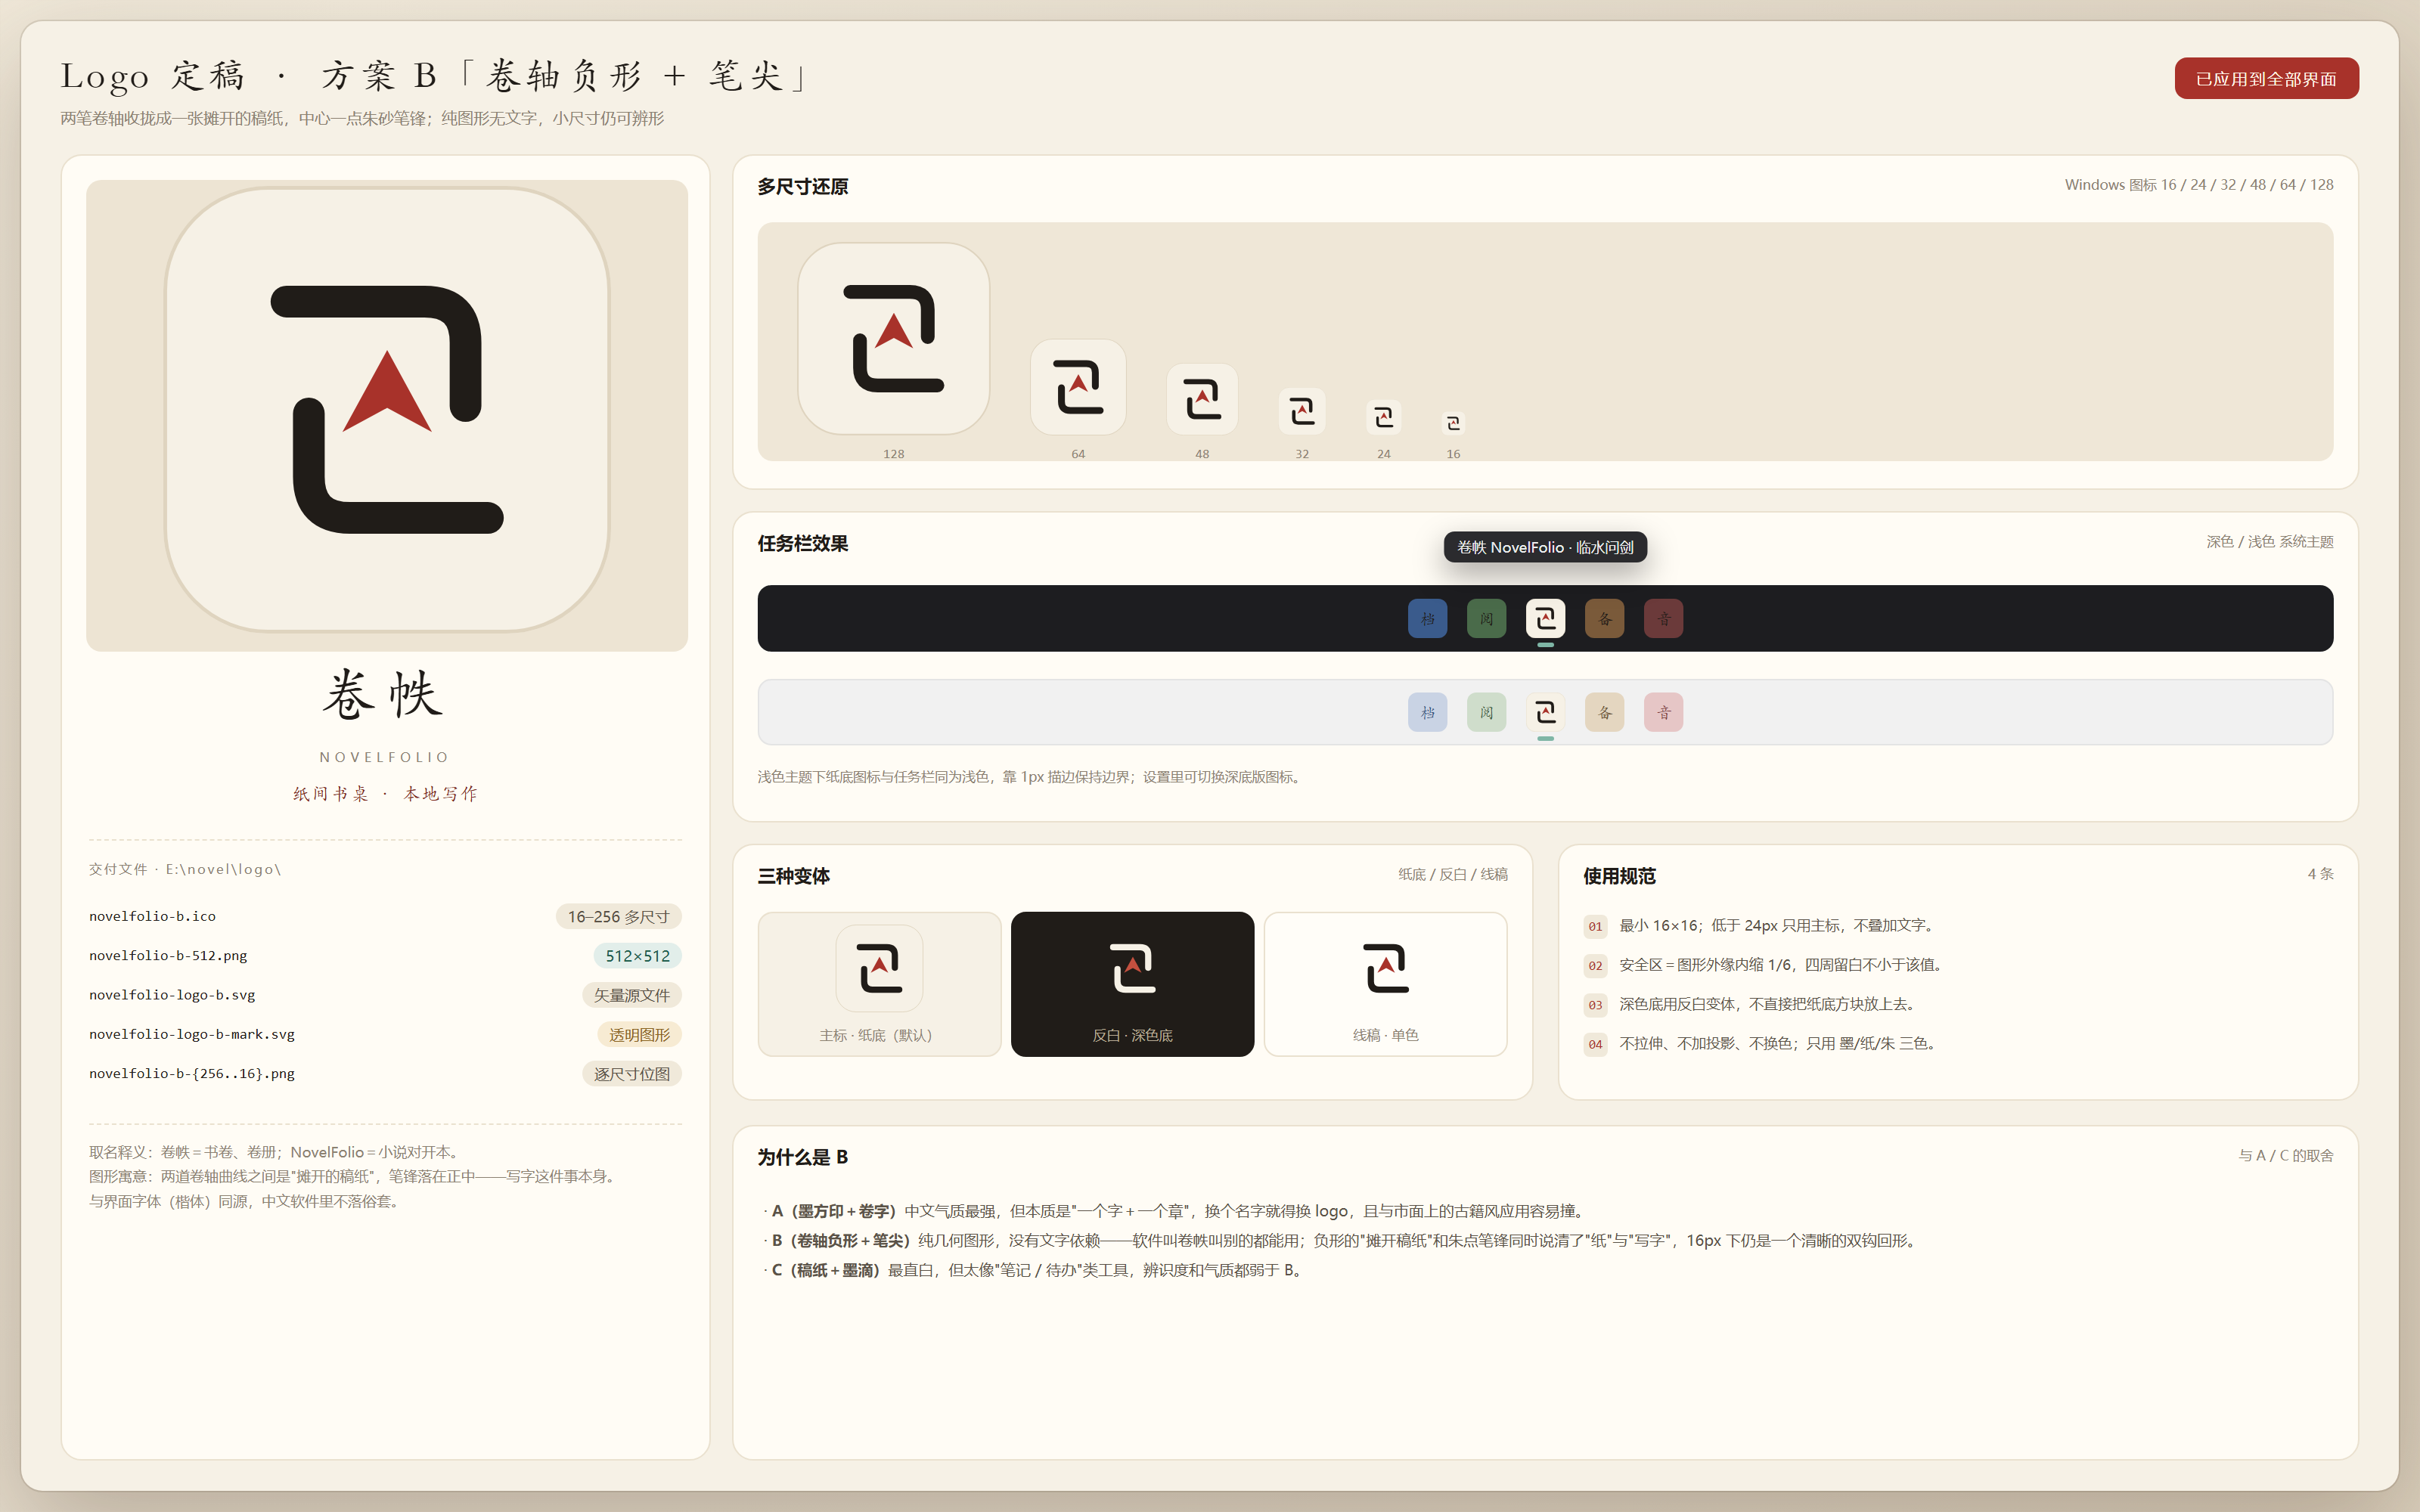 Logo 定稿 · 方案 B「卷轴负形 + 笔尖」
两笔卷轴收拢成一张摊开的稿纸，中心一点朱砂笔锋；纯图形无文字，小尺寸仍可辨形
已应用到全部界面
卷帙
NOVELFOLIO
纸间书桌 · 本地写作
交付文件 · E:\novel\logo\
novelfolio-b.ico 16–256 多尺寸
novelfolio-b-512.png 512×512
novelfolio-logo-b.svg 矢量源文件
novelfolio-logo-b-mark.svg 透明图形
novelfolio-b-{256..16}.png 逐尺寸位图
取名释义：卷帙＝书卷、卷册；NovelFolio＝小说对开本。
图形寓意：两道卷轴曲线之间是"摊开的稿纸"，笔锋落在正中——写字这件事本身。
与界面字体（楷体）同源，中文软件里不落俗套。
多尺寸还原
Windows 图标 16 / 24 / 32 / 48 / 64 / 128
128 64 48 32 24 16
任务栏效果
卷帙 NovelFolio · 临水问剑
深色 / 浅色 系统主题
档 阅 备 音
档 阅 备 音
浅色主题下纸底图标与任务栏同为浅色，靠 1px 描边保持边界；设置里可切换深底版图标。
三种变体
纸底 / 反白 / 线稿
主标 · 纸底（默认）
反白 · 深色底
线稿 · 单色
使用规范
4 条
01 最小 16×16；低于 24px 只用主标，不叠加文字。
02 安全区＝图形外缘内缩 1/6，四周留白不小于该值。
03 深色底用反白变体，不直接把纸底方块放上去。
04 不拉伸、不加投影、不换色；只用 墨/纸/朱 三色。
为什么是 B
与 A / C 的取舍
· A（墨方印＋卷字）中文气质最强，但本质是"一个字＋一个章"，换个名字就得换 logo，且与市面上的古籍风应用容易撞。
· B（卷轴负形＋笔尖）纯几何图形，没有文字依赖——软件叫卷帙叫别的都能用；负形的"摊开稿纸"和朱点笔锋同时说清了"纸"与"写字"，16px 下仍是一个清晰的双钩回形。
· C（稿纸＋墨滴）最直白，但太像"笔记 / 待办"类工具，辨识度和气质都弱于 B。